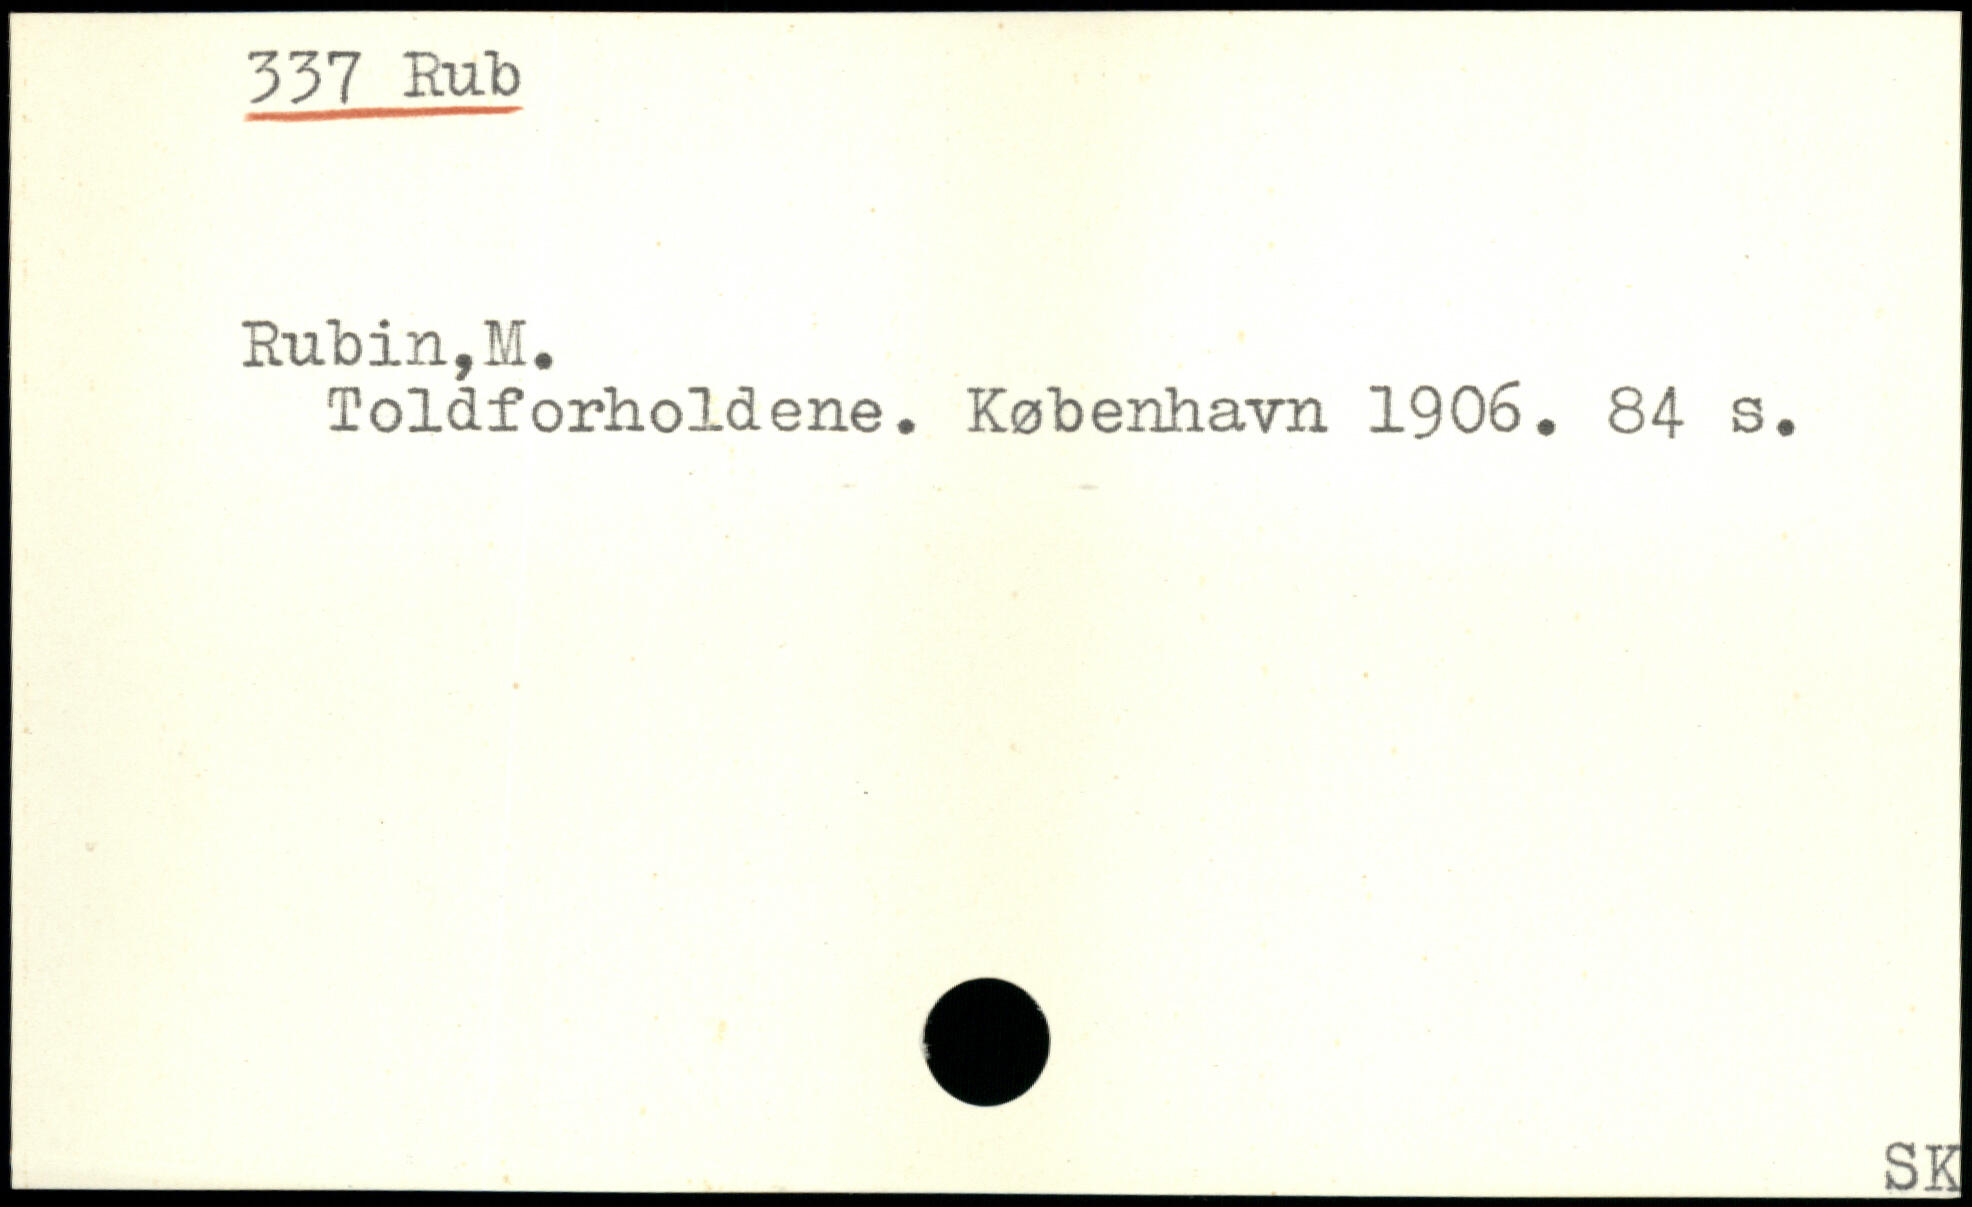 337 Rub
Rubin,M.
Toldforholdene. København 1906. 84 s.
SK